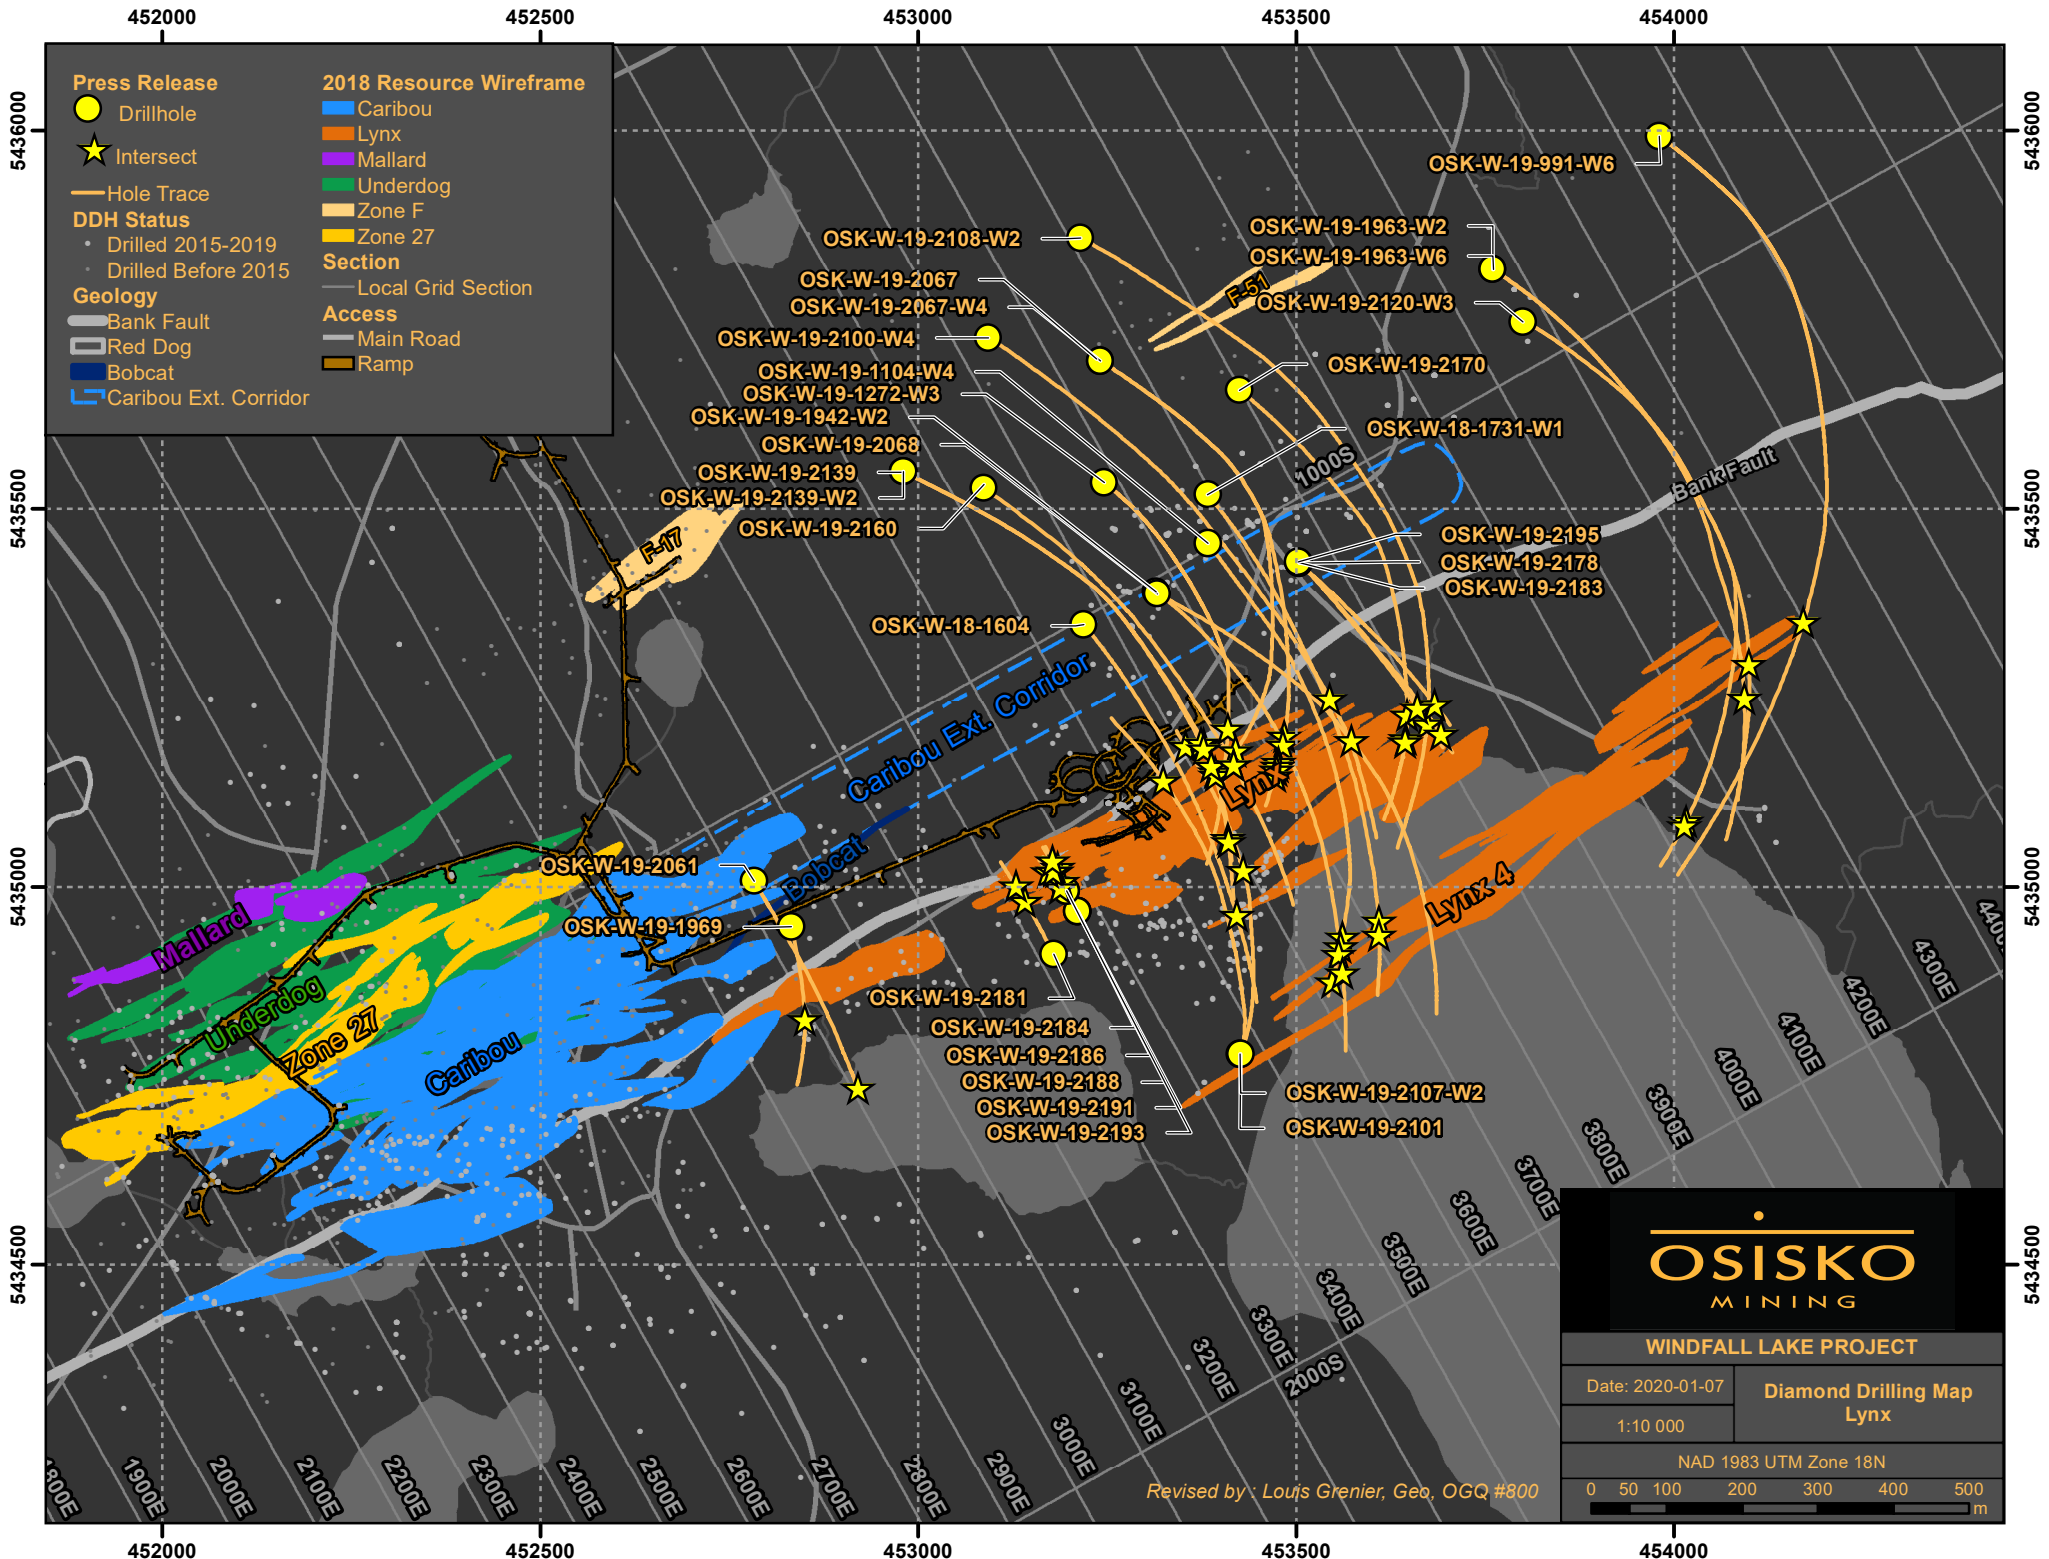 452000
452500
453000
453500
454000
5436000
5435500
5435000
5434500
Press Release
Drillhole
Intersect
Hole Trace
DDH Status
Drilled 2015-2019
Drilled Before 2015
Geology
Bank Fault
Red Dog
Bobcat
Caribou Ext. Corridor
2018 Resource Wireframe
Caribou
Lynx
Mallard
Underdog
Zone F
Zone 27
Section
Local Grid Section
Access
Main Road
Ramp
OSK-W-19-991-W6
OSK-W-19-1963-W2
OSK-W-19-1963-W6
OSK-W-19-2120-W3
OSK-W-19-2108-W2
OSK-W-19-2067
OSK-W-19-2067-W4
OSK-W-19-2100-W4
OSK-W-19-1104-W4
OSK-W-19-1272-W3
OSK-W-19-1942-W2
OSK-W-19-2068
OSK-W-19-2139
OSK-W-19-2139-W2
OSK-W-19-2160
F-51
OSK-W-19-2170
OSK-W-18-1731-W1
1000S
Bank Fault
OSK-W-19-2195
OSK-W-19-2178
OSK-W-19-2183
F-17
OSK-W-18-1604
Caribou Ext. Corridor
Lynx
Bobcat
OSK-W-19-2061
OSK-W-19-1969
Lynx 4
Mallard
Underdog
Zone 27
Caribou
OSK-W-19-2181
OSK-W-19-2184
OSK-W-19-2186
OSK-W-19-2188
OSK-W-19-2191
OSK-W-19-2193
OSK-W-19-2107-W2
OSK-W-19-2101
1800E
1900E
2000E
2100E
2200E
2300E
2400E
2500E
2600E
2700E
2800E
2900E
3000E
3100E
3200E
3300E
3400E
3500E
3600E
3700E
3800E
3900E
4000E
4100E
4200E
4300E
2000S
Revised by : Louis Grenier, Geo, OGQ #800
OSISKO
MINING
WINDFALL LAKE PROJECT
Date: 2020-01-07
1:10 000
Diamond Drilling Map
Lynx
NAD 1983 UTM Zone 18N
0 50 100 200 300 400 500
m
5436000
5435500
5435000
5434500
452000
452500
453000
453500
454000